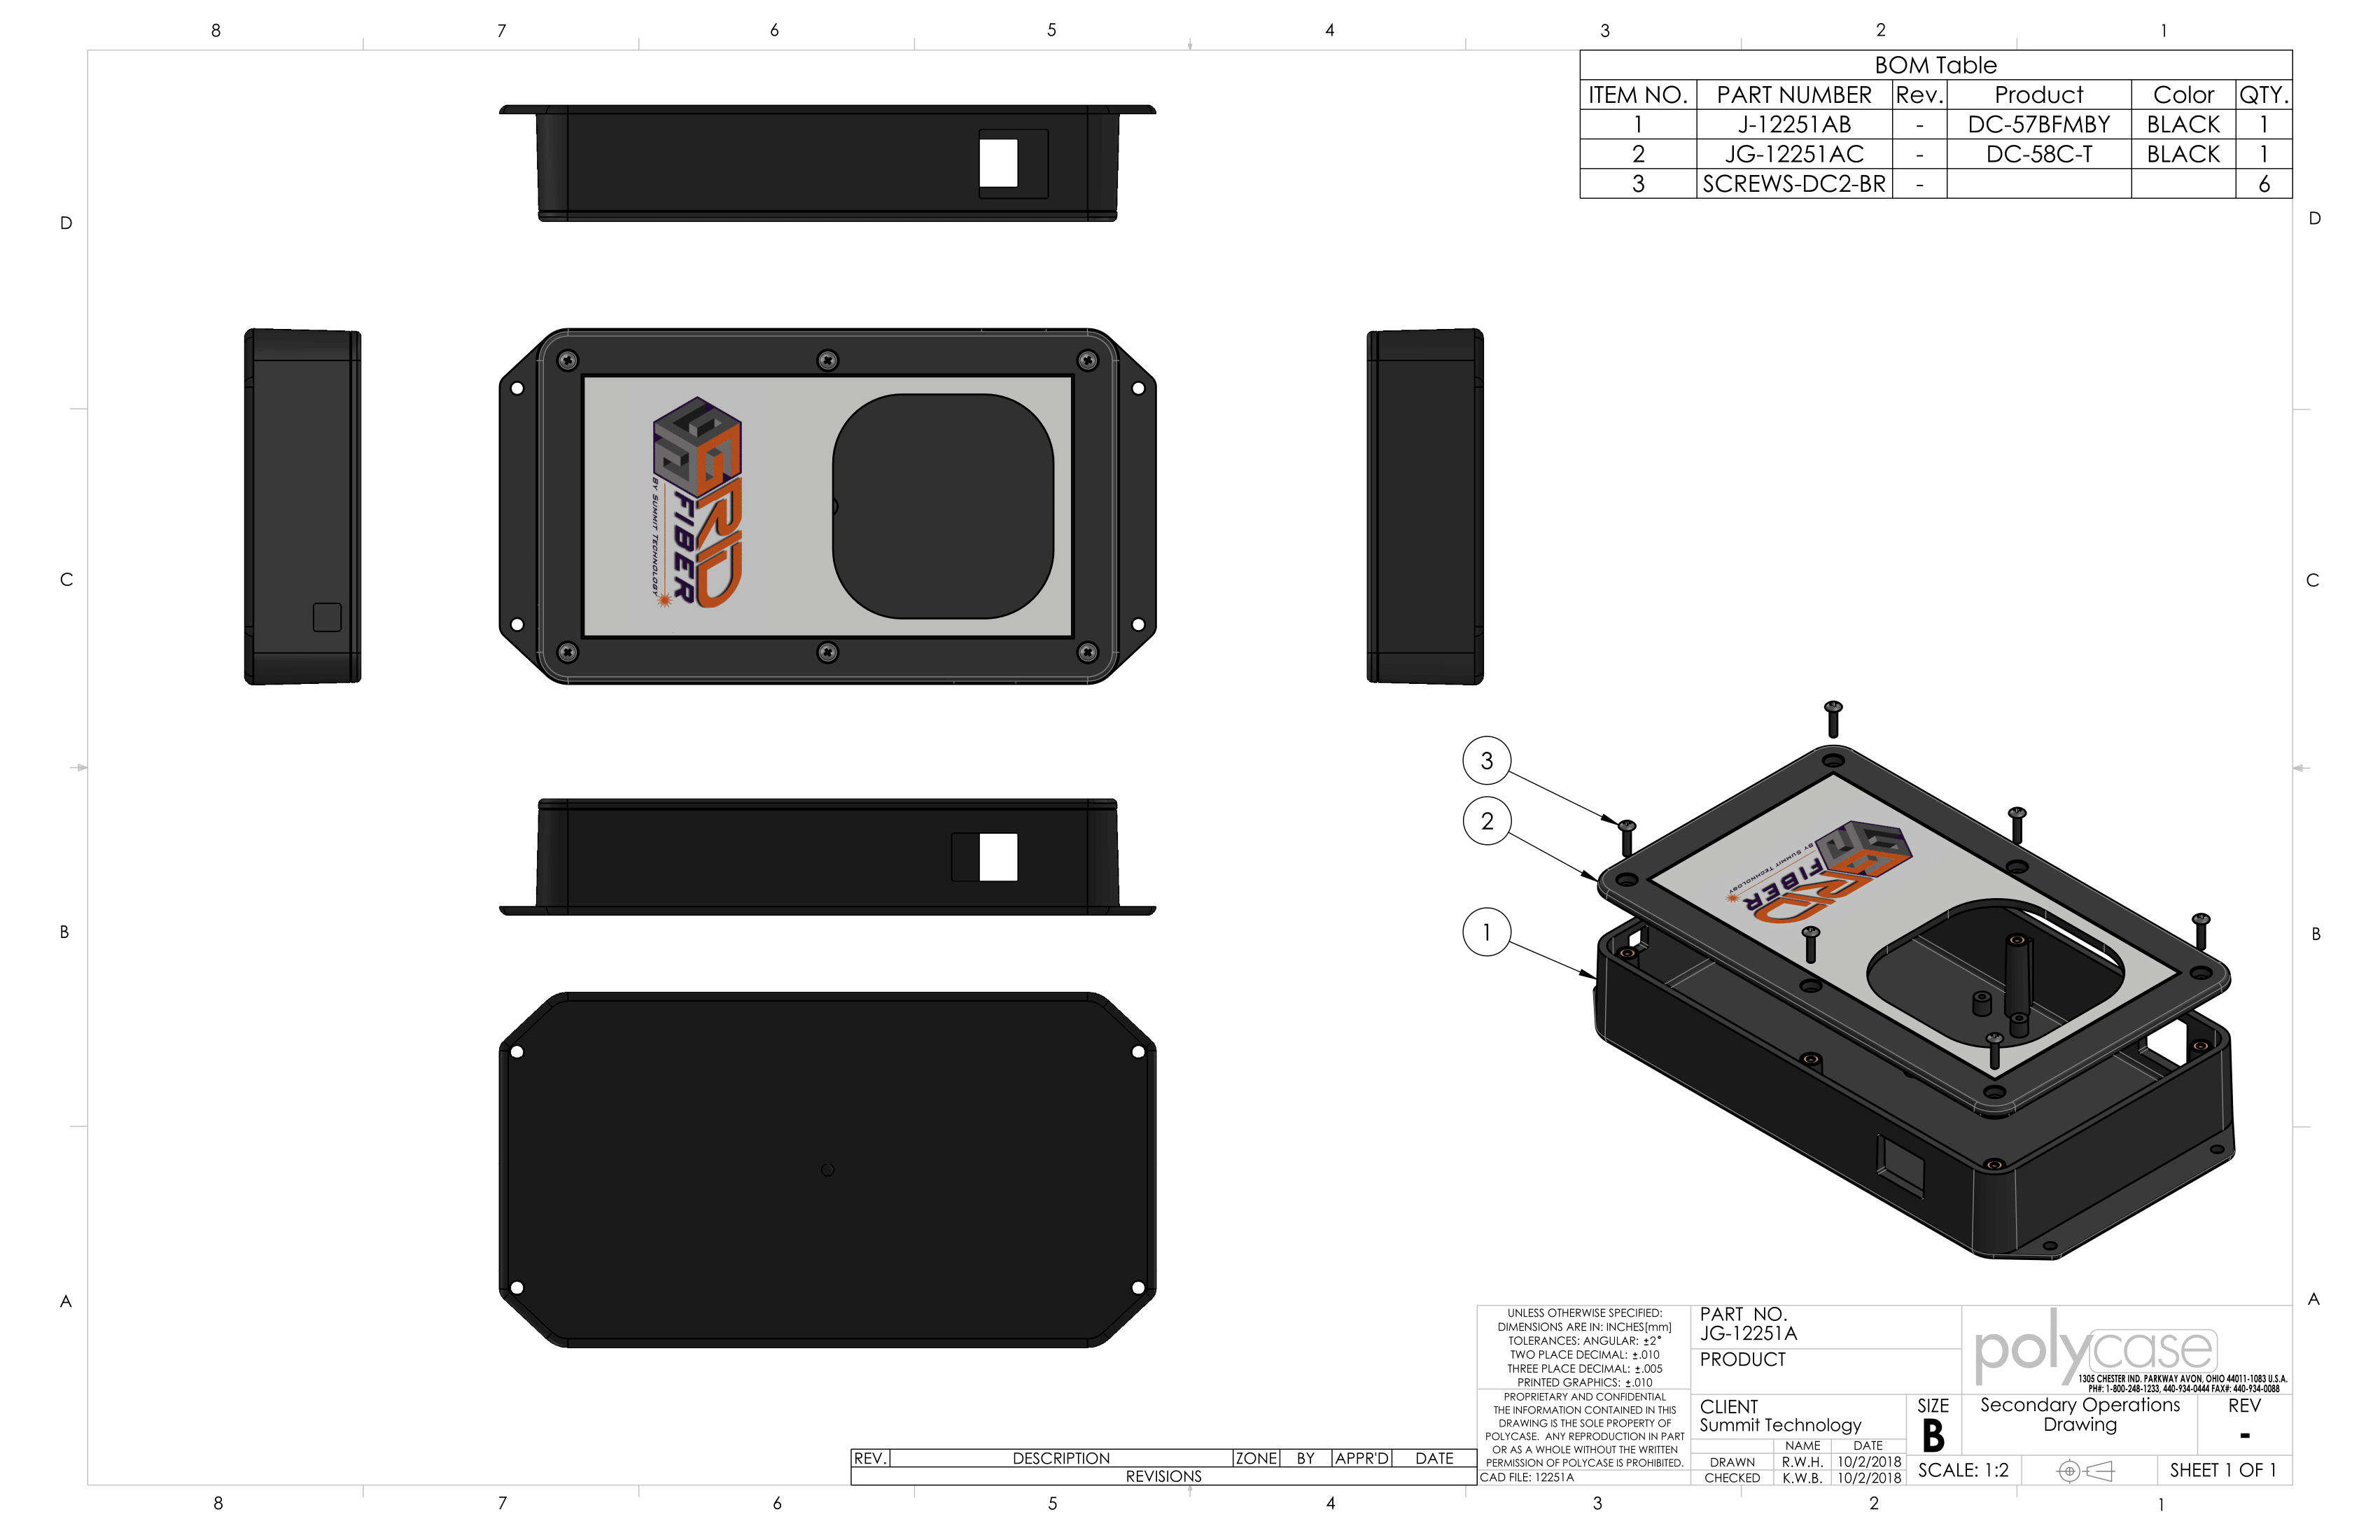 8 7 6 5 4 3 2 1
BOM Table
ITEM NO. PART NUMBER Rev. Product Color QTY.
1 J-12251AB - DC-57BFMBY BLACK 1
2 JG-12251AC - DC-58C-T BLACK 1
3 SCREWS-DC2-BR - 6
D D
GRID
FIBER
BY SUMMIT TECHNOLOGY
C C
3
2
GRID
FIBER
BY SUMMIT TECHNOLOGY
1
B B
A A
UNLESS OTHERWISE SPECIFIED:
DIMENSIONS ARE IN: INCHES[mm]
TOLERANCES: ANGULAR: ±2°
TWO PLACE DECIMAL: ±.010
THREE PLACE DECIMAL: ±.005
PRINTED GRAPHICS: ±.010
PROPRIETARY AND CONFIDENTIAL
THE INFORMATION CONTAINED IN THIS
DRAWING IS THE SOLE PROPERTY OF
POLYCASE. ANY REPRODUCTION IN PART
OR AS A WHOLE WITHOUT THE WRITTEN
PERMISSION OF POLYCASE IS PROHIBITED.
CAD FILE: 12251A
PART NO.
JG-12251A
PRODUCT
CLIENT
Summit Technology
NAME DATE
DRAWN R.W.H. 10/2/2018
CHECKED K.W.B. 10/2/2018
polycase
1305 CHESTER IND. PARKWAY AVON, OHIO 44011-1083 U.S.A.
PH#: 1-800-248-1233, 440-934-0444 FAX#: 440-934-0088
SIZE
B
Secondary Operations
Drawing
REV
-
SCALE: 1:2
SHEET 1 OF 1
REV. DESCRIPTION ZONE BY APPR'D DATE
REVISIONS
8 7 6 5 4 3 2 1